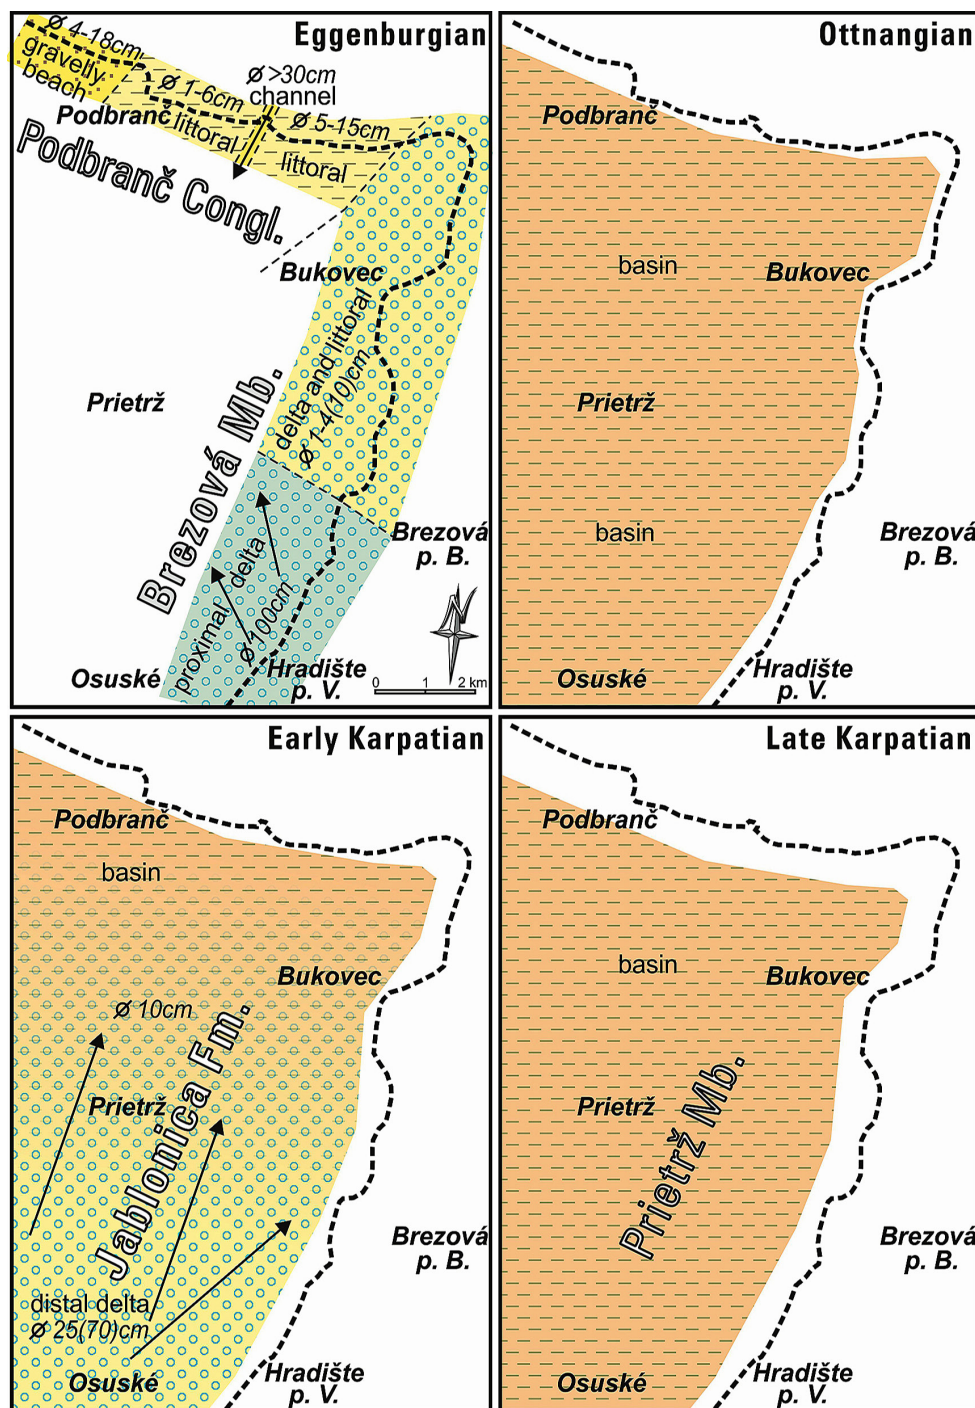 Eggenburgian
ø 4-18cm
gravelly
beach
ø 1-6cm
ø >30cm
channel
ø 5-15cm
Podbranč
littoral
littoral
Podbranč Congl.
Bukovec
delta and littoral
ø 1-4(10)cm
Prietrž
Brezová Mb.
Brezová
p. B.
proximal delta
ø 100cm
N
Osuské
Hradište
p. V.
0 1 2 km
Ottnangian
Podbranč
basin
Bukovec
Prietrž
basin
Brezová
p. B.
Osuské
Hradište
p. V.
Early Karpatian
Podbranč
basin
Bukovec
ø 10cm
Jablonica Fm.
Prietrž
Brezová
p. B.
distal delta
ø 25(70)cm
Osuské
Hradište
p. V.
Late Karpatian
Podbranč
basin
Bukovec
Prietrž
Prietrž Mb.
Brezová
p. B.
Osuské
Hradište
p. V.